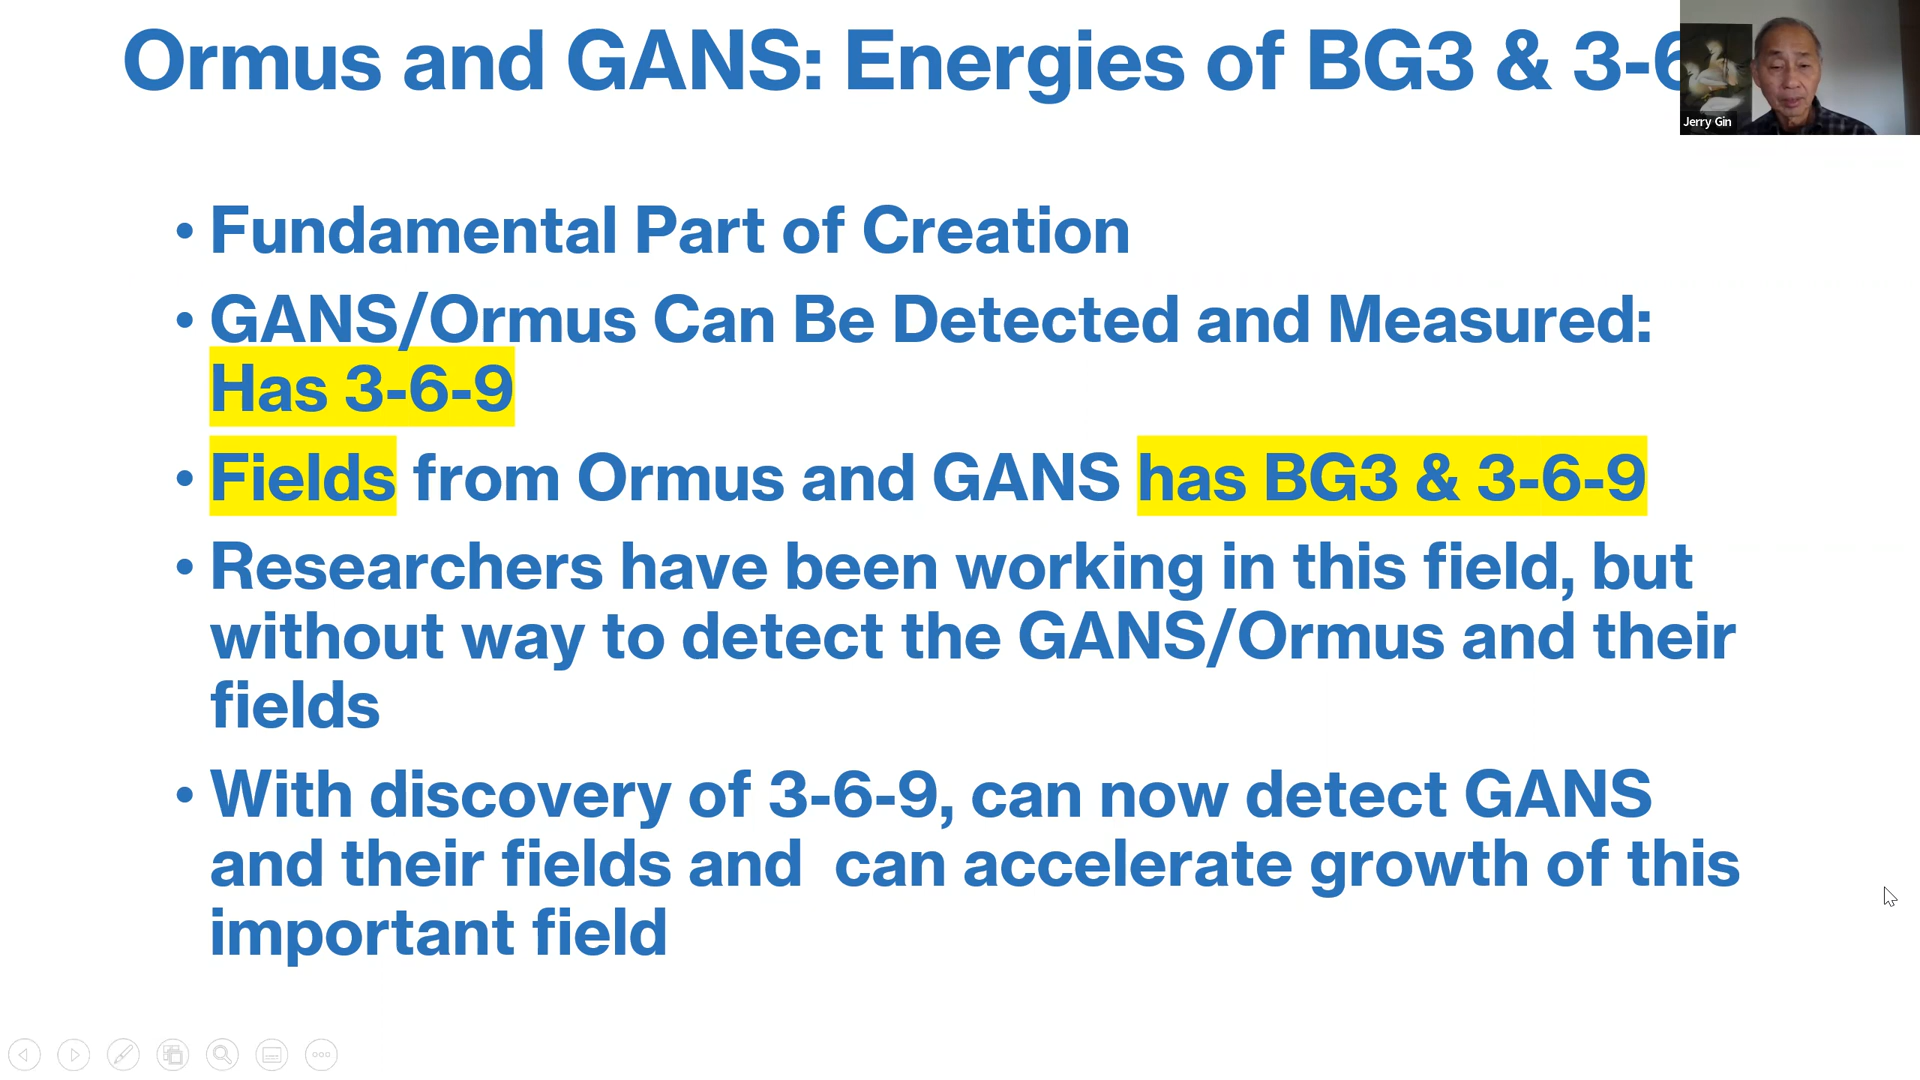 Ormus and GANS: Energies of BG3 & 3-6
Jerry Gin
• Fundamental Part of Creation
• GANS/Ormus Can Be Detected and Measured:
Has 3-6-9
• Fields from Ormus and GANS has BG3 & 3-6-9
• Researchers have been working in this field, but
without way to detect the GANS/Ormus and their
fields
• With discovery of 3-6-9, can now detect GANS
and their fields and  can accelerate growth of this
important field